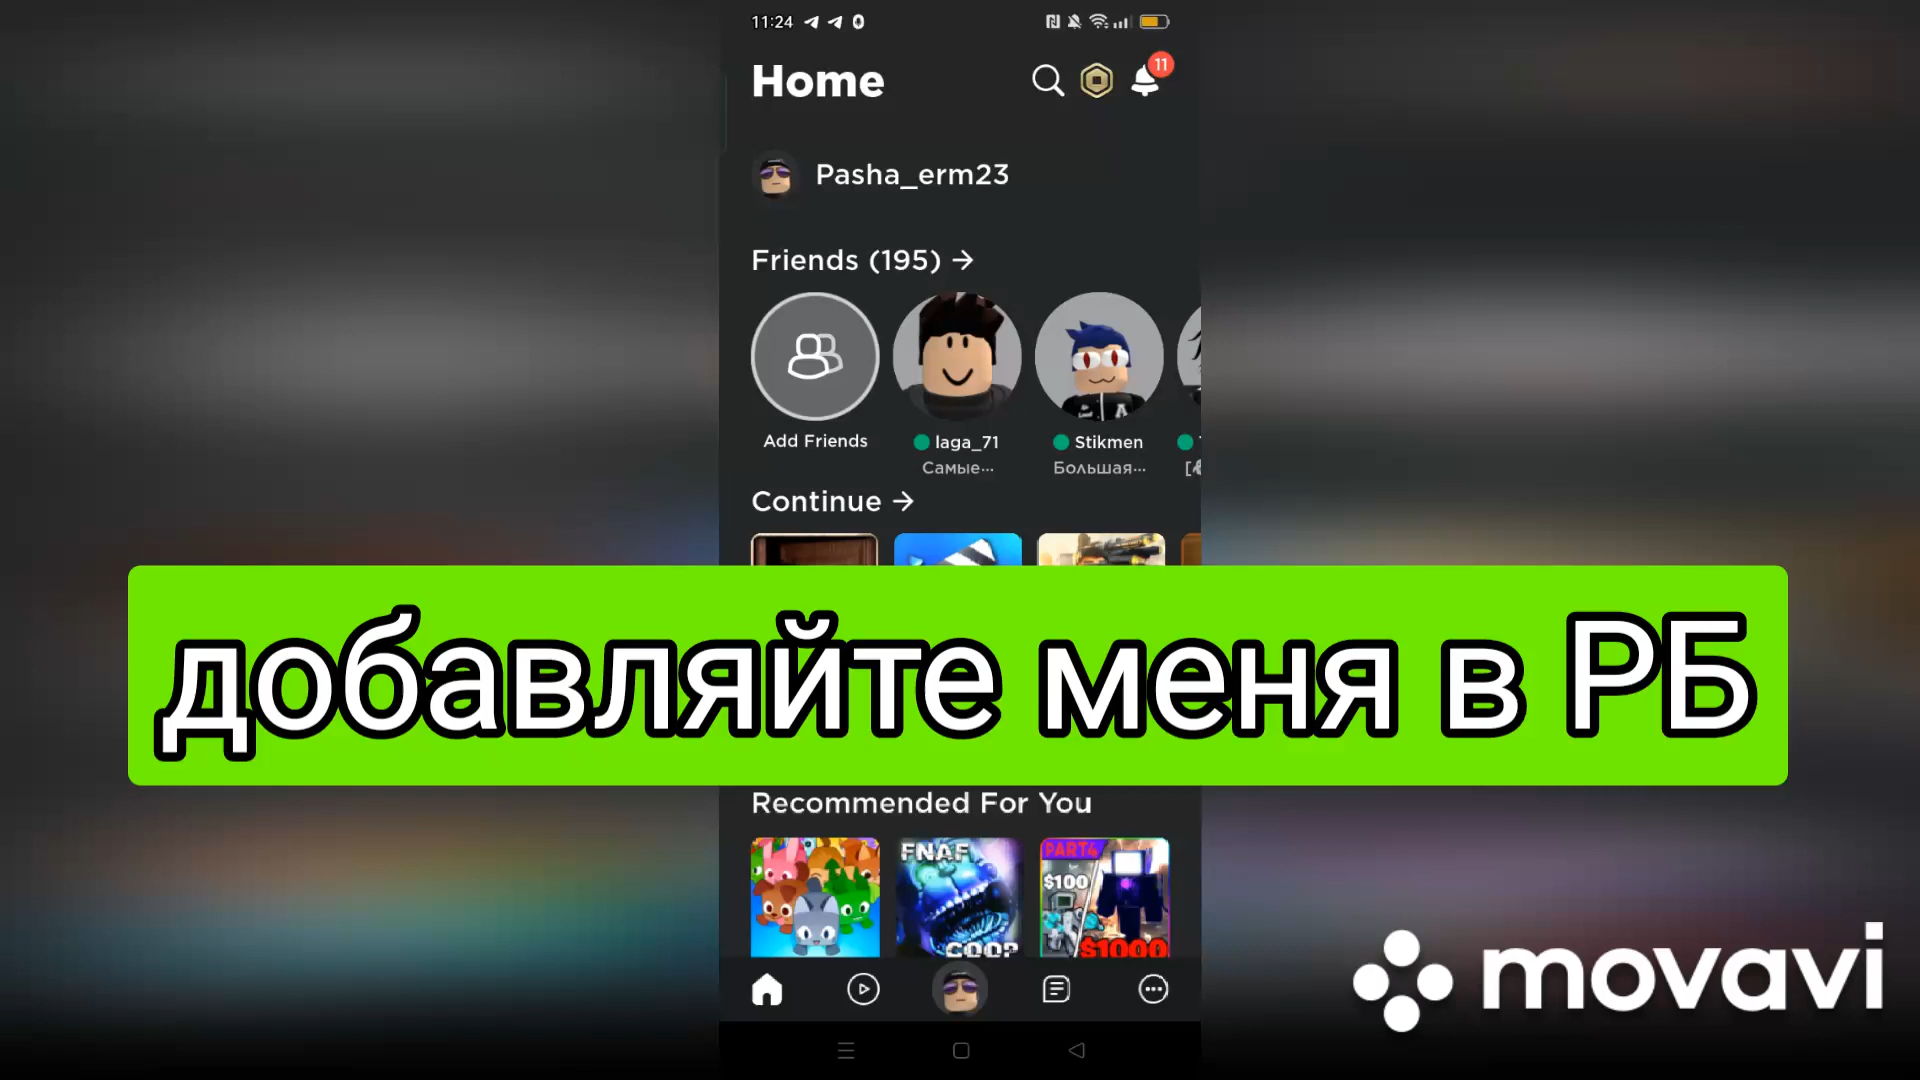 11:24
Home
11
Pasha_erm23
Friends (195) →
Add Friends
laga_71
Stikmen
Самые...
Большая...
Continue →
добавляйте меня в РБ
Recommended For You
FNAF
COOP
PART4
$100
$1000
movavi